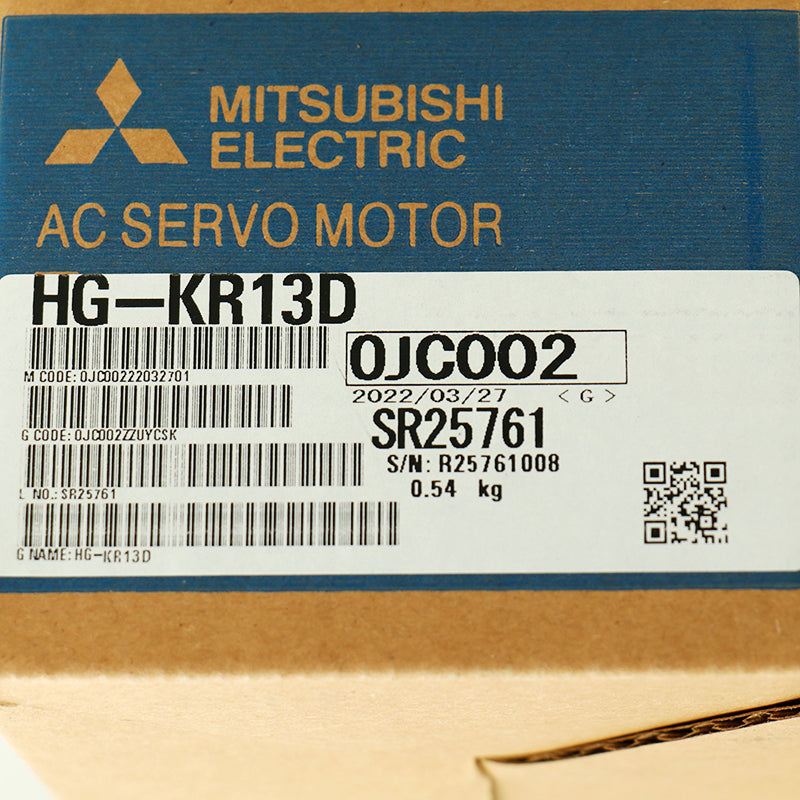 MITSUBISHI
ELECTRIC
AC SERVO MOTOR
HG-KR13D
M CODE: 0JC00222032701
0JC002
2022/03/27 <G>
G CODE: 0JC002ZZUYCSK
SR25761
S/N: R25761008
0.54 kg
L NO.: SR25761
G NAME: HG-KR13D